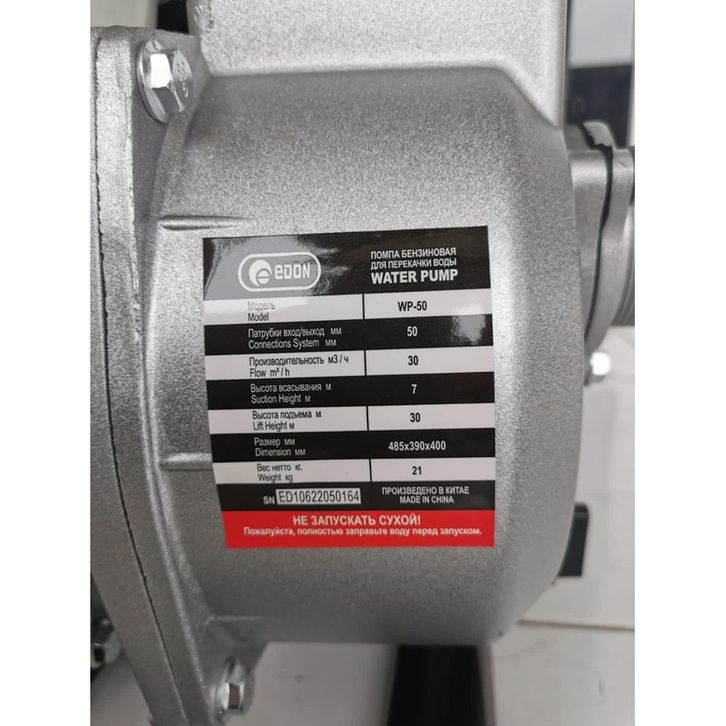 eDON
ПОМПА БЕНЗИНОВАЯ
ДЛЯ ПЕРЕКАЧКИ ВОДЫ
WATER PUMP
Модель
Model
WP-50
Патрубки вход/выход мм
Connections System мм
50
Производительность м3 / ч
Flow m³ / h
30
Высота всасывания м
Suction Height м
7
Высота подъема м
Lift Height м
30
Размер мм
Dimension мм
485x390x400
Вес нетто кг.
Weight kg
21
SN ED10622050164
ПРОИЗВЕДЕНО В КИТАЕ
MADE IN CHINA
НЕ ЗАПУСКАТЬ СУХОЙ!
Пожалуйста, полностью заправьте воду перед запуском.